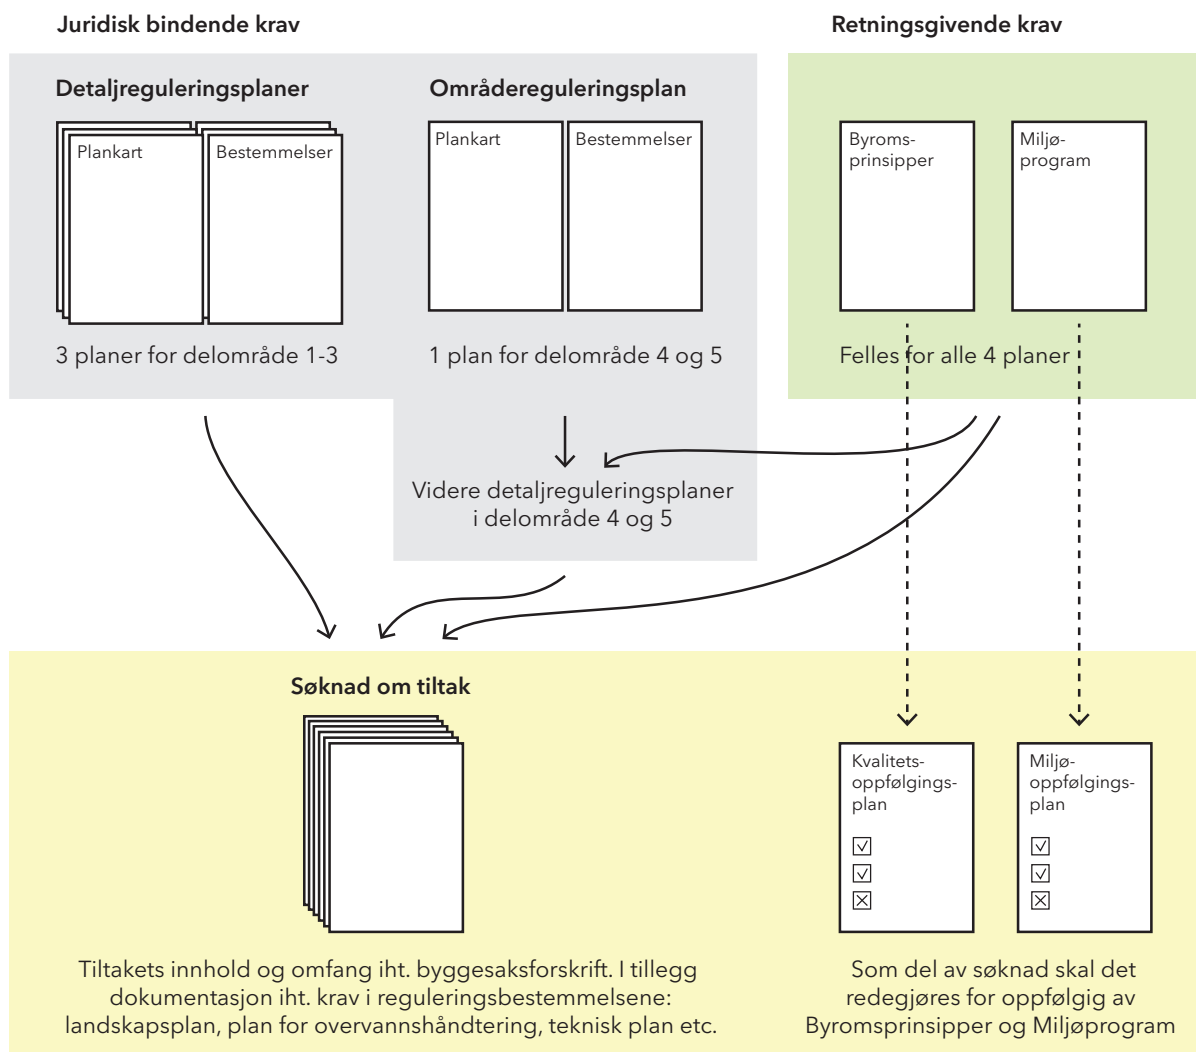 Juridisk bindende krav
Retningsgivende krav
Detaljreguleringsplaner
Områdereguleringsplan
Plankart
Bestemmelser
Plankart
Bestemmelser
Byroms-
prinsipper
Miljø-
program
3 planer for delområde 1-3
1 plan for delområde 4 og 5
Felles for alle 4 planer
Videre detaljreguleringsplaner
i delområde 4 og 5
Søknad om tiltak
Kvalitets-
oppfølgings-
plan
Miljø-
oppfølgings-
plan
Tiltakets innhold og omfang iht. byggesaksforskrift. I tillegg
dokumentasjon iht. krav i reguleringsbestemmelsene:
landskapsplan, plan for overvannshåndtering, teknisk plan etc.
Som del av søknad skal det
redegjøres for oppfølgig av
Byromsprinsipper og Miljøprogram